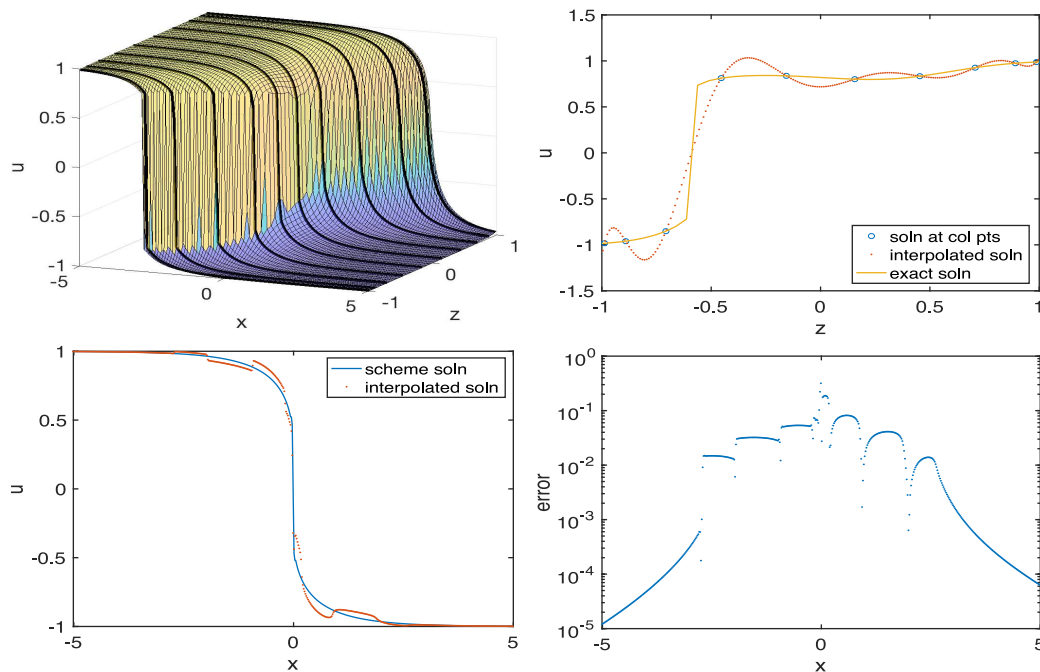 1
0.5
0
-0.5
-1
u
-5
0
5
x
-1
0
1
z
1.5
1
0.5
0
-0.5
-1
-1.5
u
-1
-0.5
0
0.5
1
z
soln at col pts
interpolated soln
exact soln
1
0.5
0
-0.5
-1
u
-5
0
5
x
scheme soln
interpolated soln
10^0
10^-1
10^-2
10^-3
10^-4
10^-5
error
-5
0
5
x